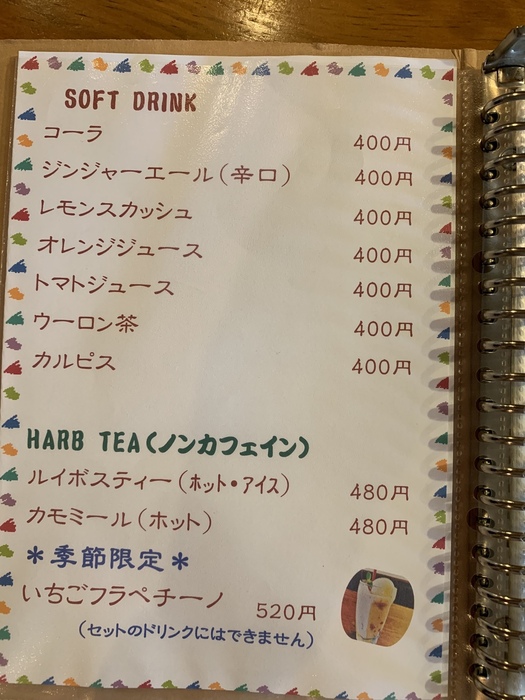 SOFT DRINK
コーラ 400円
ジンジャーエール(辛口) 400円
レモンスカッシュ 400円
オレンジジュース 400円
トマトジュース 400円
ウーロン茶 400円
カルピス 400円
HARB TEA(ノンカフェイン)
ルイボスティー(ホット・アイス) 480円
カモミール(ホット) 480円
*季節限定*
いちごフラペチーノ 520円
(セットのドリンクにはできません)